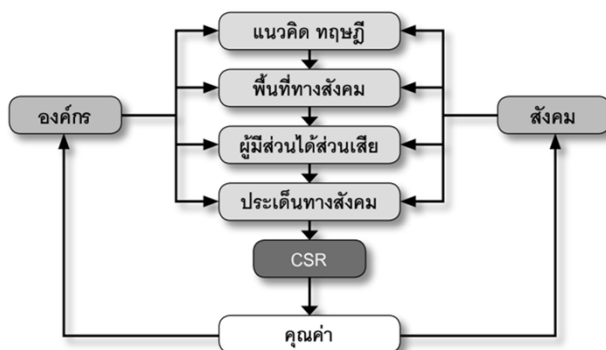 แนวคิด ทฤษฎี
พื้นที่ทางสังคม
องค์กร
สังคม
ผู้มีส่วนได้ส่วนเสีย
ประเด็นทางสังคม
CSR
คุณค่า